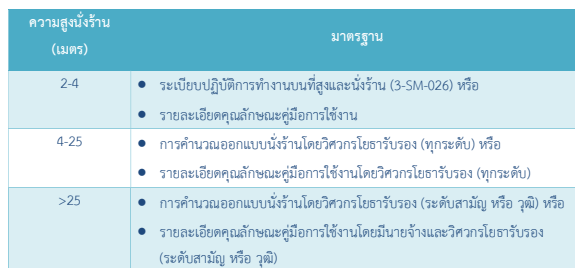 ความสูงนั่งร้าน
(เมตร)
มาตรฐาน
2-4
● ระเบียบปฏิบัติการทำงานบนที่สูงและนั่งร้าน (3-SM-026) หรือ
● รายละเอียดคุณลักษณะคู่มือการใช้งาน
4-25
● การคำนวณออกแบบนั่งร้านโดยวิศวกรโยธารับรอง (ทุกระดับ) หรือ
● รายละเอียดคุณลักษณะคู่มือการใช้งานโดยวิศวกรโยธารับรอง (ทุกระดับ)
>25
● การคำนวณออกแบบนั่งร้านโดยวิศวกรโยธารับรอง (ระดับสามัญ หรือ วุฒิ) หรือ
● รายละเอียดคุณลักษณะคู่มือการใช้งานโดยมีนายจ้างและวิศวกรโยธารับรอง
(ระดับสามัญ หรือ วุฒิ)